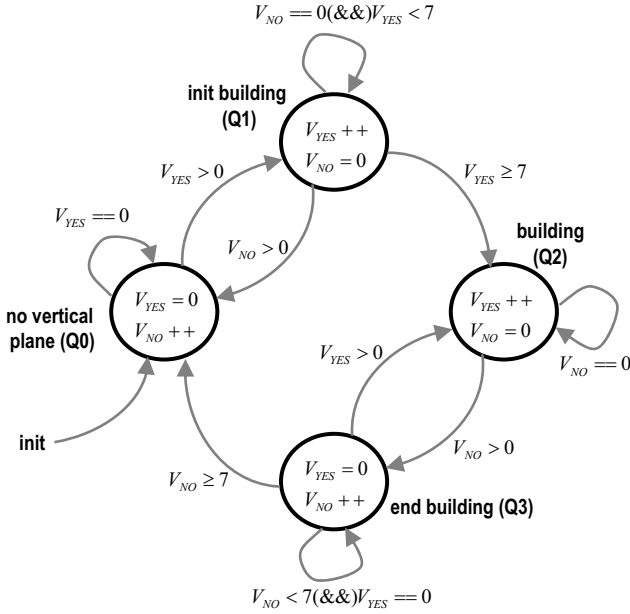 V_NO == 0(&&)V_YES < 7
init building
(Q1)
V_YES ++
V_NO = 0
V_YES > 0
V_YES ≥ 7
V_YES == 0
V_NO > 0
building
(Q2)
no vertical
plane (Q0)
V_YES = 0
V_NO ++
V_YES ++
V_NO = 0
V_YES > 0
V_NO == 0
init
V_NO ≥ 7
V_NO > 0
V_YES = 0
V_NO ++
end building (Q3)
V_NO < 7(&&)V_YES == 0